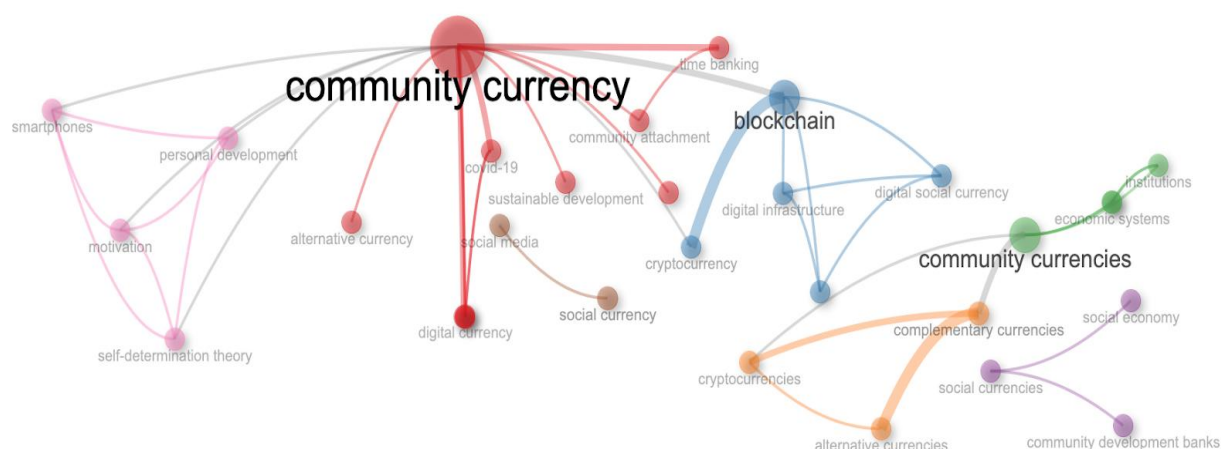 time banking
community currency
smartphones
blockchain
community attachment
personal development
covid-19
institutions
sustainable development
digital social currency
digital infrastructure
economic systems
alternative currency
social media
motivation
cryptocurrency
community currencies
social currency
social economy
digital currency
complementary currencies
self-determination theory
cryptocurrencies
social currencies
alternative currencies
community development banks